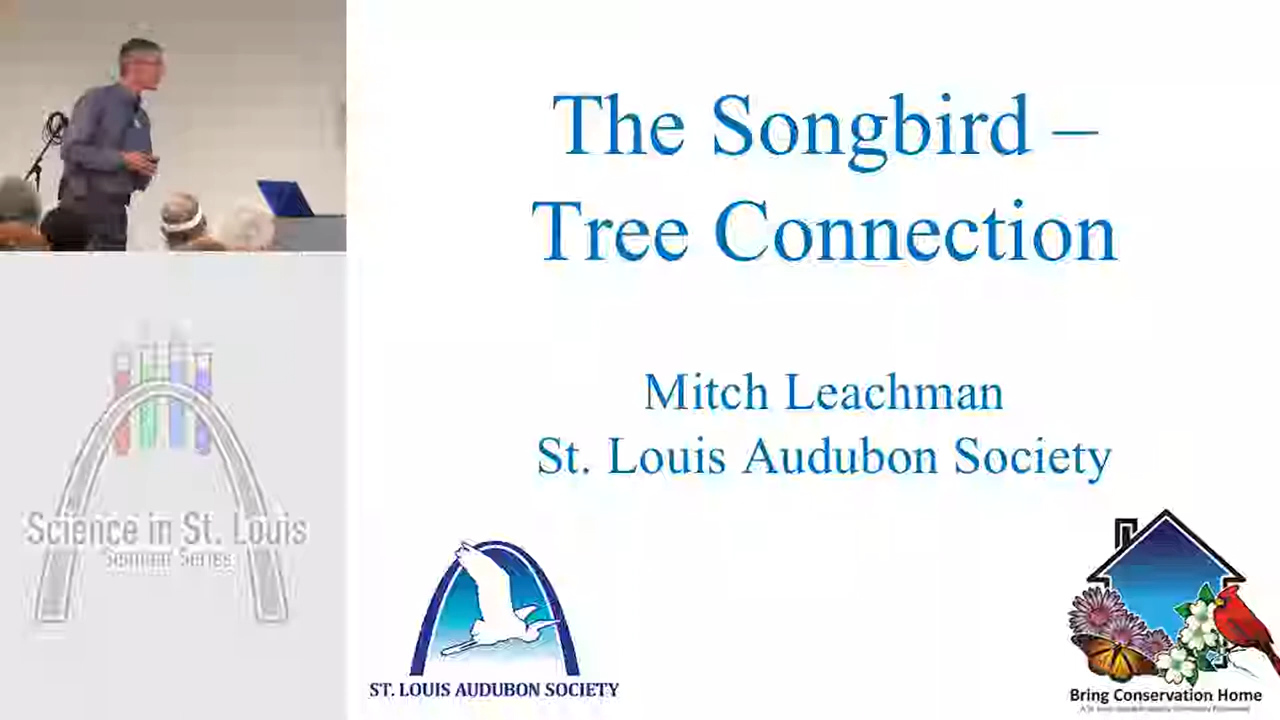 The Songbird –
Tree Connection
Mitch Leachman
St. Louis Audubon Society
Science in St. Louis
Seminar Series
ST. LOUIS AUDUBON SOCIETY
Bring Conservation Home